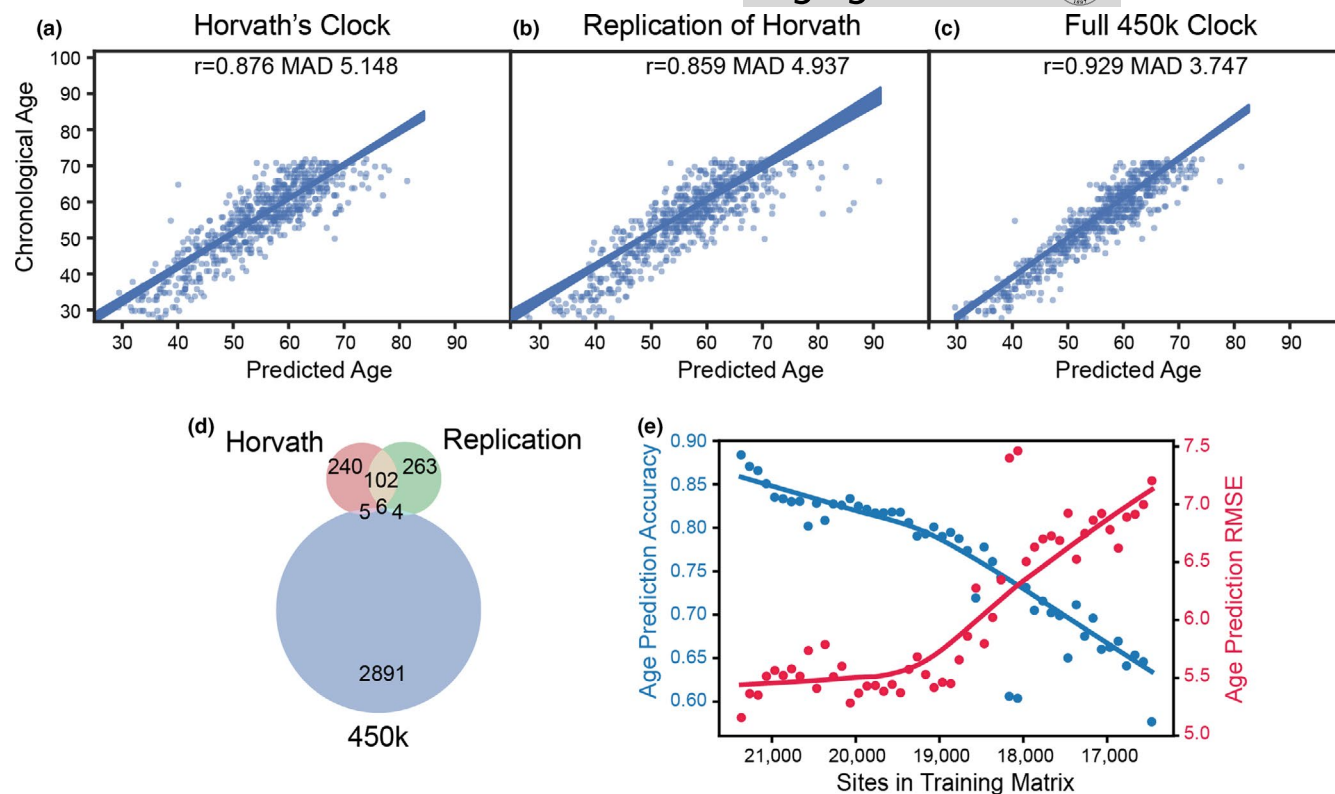 (a) Horvath's Clock
(b) Replication of Horvath
(c) Full 450k Clock
r=0.876 MAD 5.148
r=0.859 MAD 4.937
r=0.929 MAD 3.747
Chronological Age
100
90
80
70
60
50
40
30
30 40 50 60 70 80 90
30 40 50 60 70 80 90
30 40 50 60 70 80 90
Predicted Age
Predicted Age
Predicted Age
(d)
Horvath
Replication
240
102
263
5 6 4
2891
450k
(e)
Age Prediction Accuracy
0.90
0.85
0.80
0.75
0.70
0.65
0.60
7.5
7.0
6.5
6.0
5.5
5.0
Age Prediction RMSE
21,000 20,000 19,000 18,000 17,000
Sites in Training Matrix